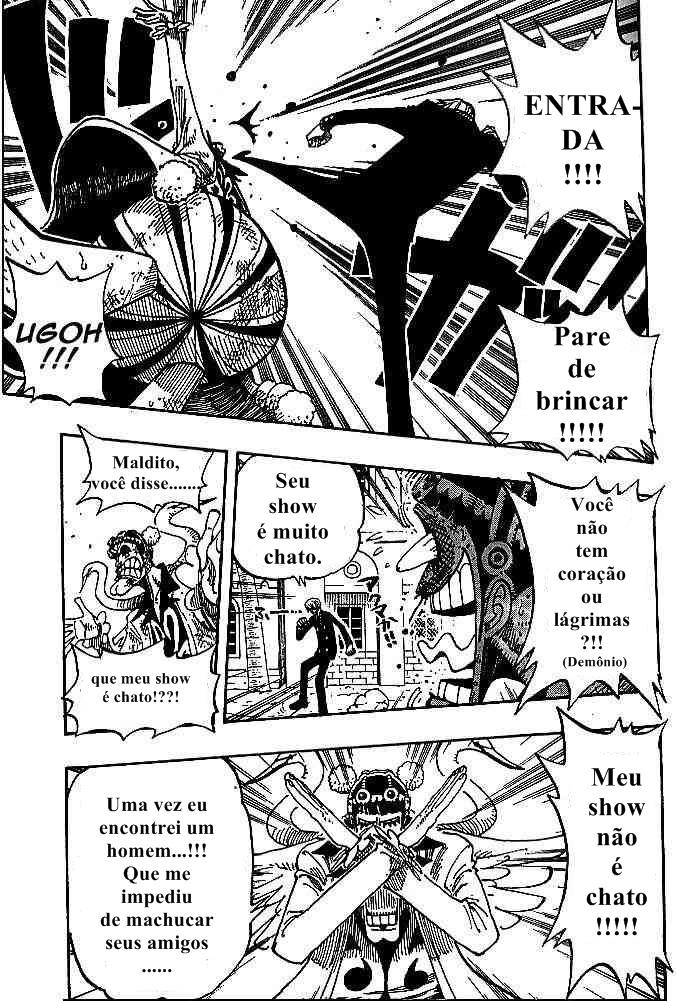 ENTRA-
DA
!!!!
UGOH
!!!
Pare
de
brincar
!!!!!
Você
não
tem
coração
ou
lágrimas
?!!
(Demônio)
Seu
show
é muito
chato.
Maldito,
você disse.......
que meu show
é chato!??!
Meu
show
não
é
chato
!!!!!
Uma vez eu
encontrei um
homem...!!!
Que me
impediu
de machucar
seus amigos
......